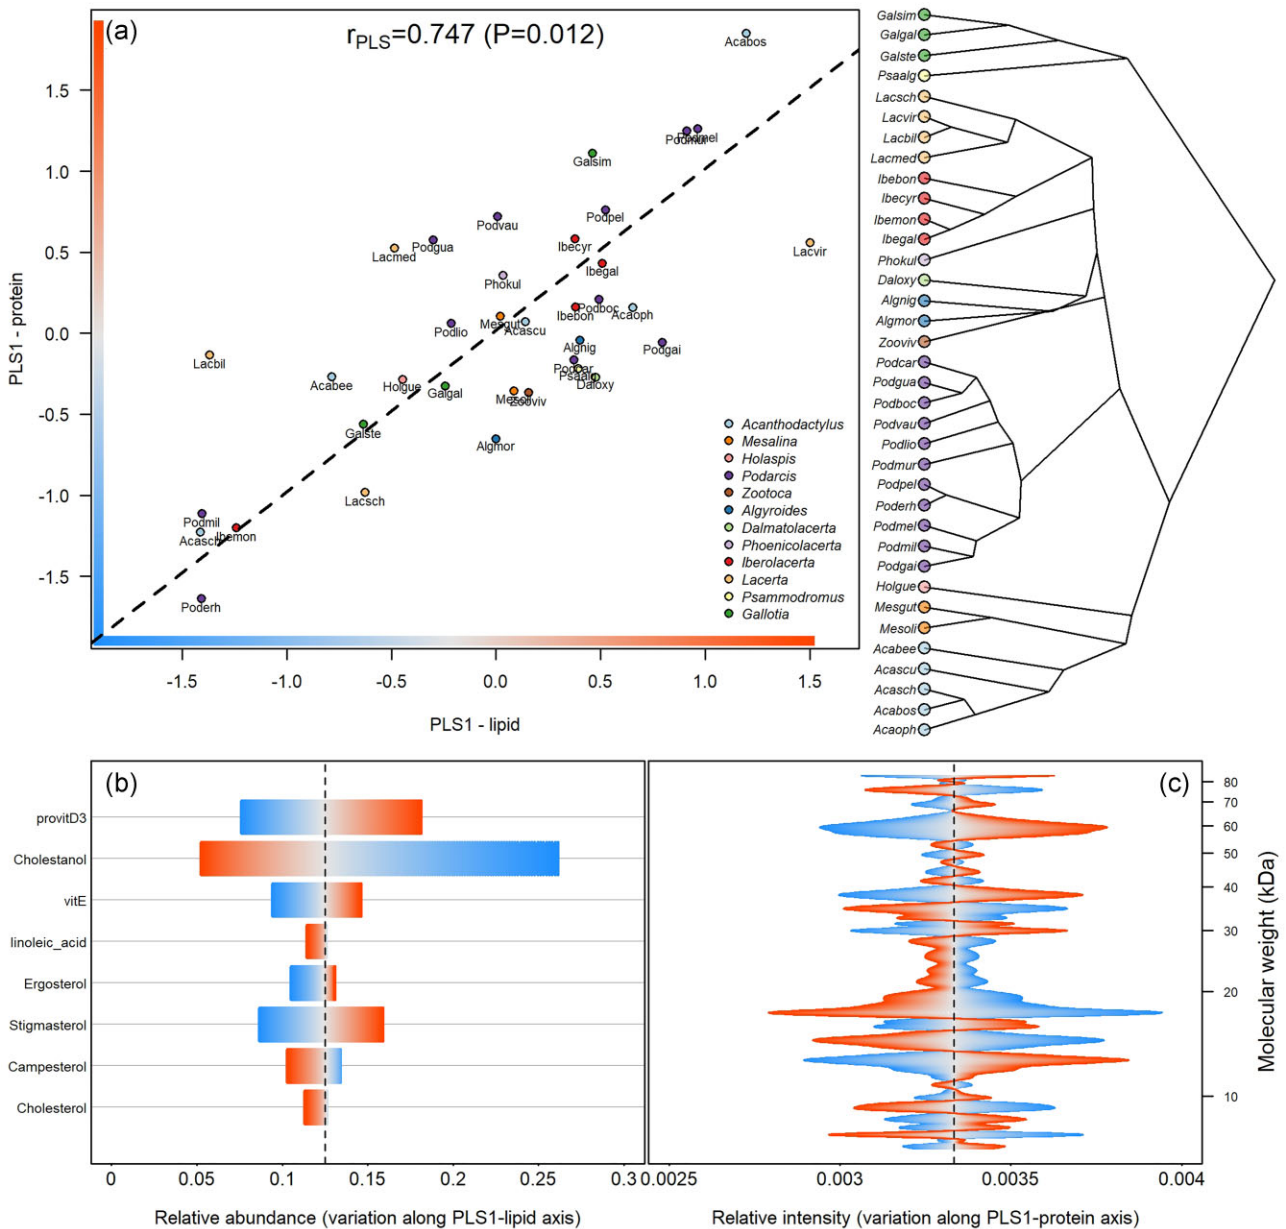 (a)
rPLS=0.747 (P=0.012)
PLS1 - protein
1.5
1.0
0.5
0.0
-0.5
-1.0
-1.5
Acabos
Podmur
Podmel
Galsim
Podpel
Podvau
Podgua
Lacmed
Ibecyr
Lacvir
Ibegal
Phokul
Podboc
Ibebon
Acaoph
Mesgut
Acascu
Podlio
Algnig
Podgai
Lacbil
Podcar
Psaalg
Daloxy
Acabee
Holgue
Galgal
Mesoli
Zooviv
Galste
Algmor
Lacsch
Podmil
Acasch
Ibemon
Poderh
Acanthodactylus
Mesalina
Holaspis
Podarcis
Zootoca
Algyroides
Dalmatolacerta
Phoenicolacerta
Iberolacerta
Lacerta
Psammodromus
Gallotia
-1.5 -1.0 -0.5 0.0 0.5 1.0 1.5
PLS1 - lipid
Galsim
Galgal
Galste
Psaalg
Lacsch
Lacvir
Lacbil
Lacmed
Ibebon
Ibecyr
Ibemon
Ibegal
Phokul
Daloxy
Algnig
Algmor
Zooviv
Podcar
Podgua
Podboc
Podvau
Podlio
Podmur
Podpel
Poderh
Podmel
Podmil
Podgai
Holgue
Mesgut
Mesoli
Acabee
Acascu
Acasch
Acabos
Acaoph
(b)
provitD3
Cholestanol
vitE
linoleic_acid
Ergosterol
Stigmasterol
Campesterol
Cholesterol
0 0.05 0.1 0.15 0.2 0.25 0.3
Relative abundance (variation along PLS1-lipid axis)
(c)
80
70
60
50
40
30
20
10
Molecular weight (kDa)
0.0025 0.003 0.0035 0.004
Relative intensity (variation along PLS1-protein axis)